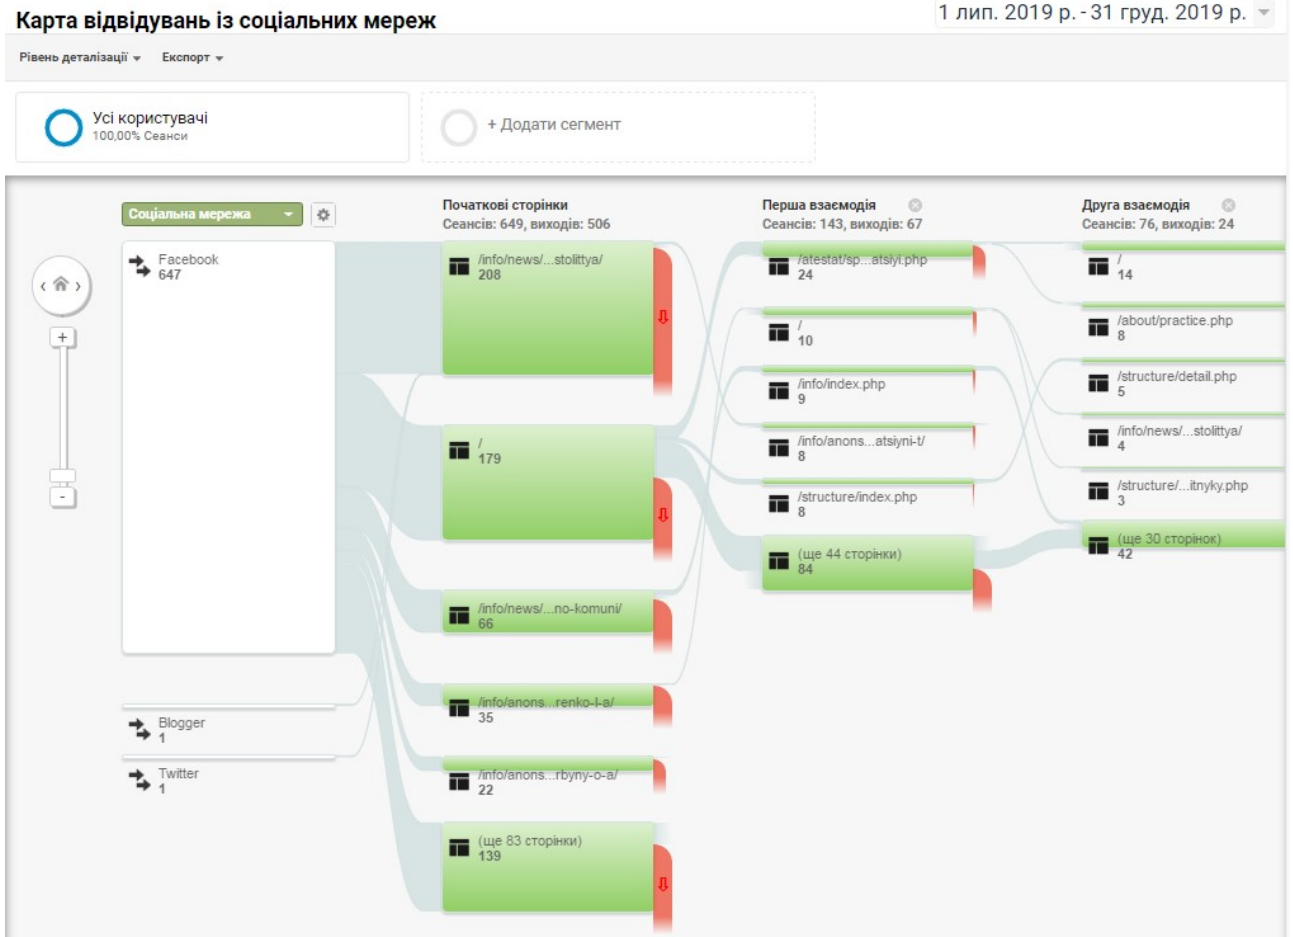 Карта відвідувань із соціальних мереж
1 лип. 2019 р. - 31 груд. 2019 р.
Рівень деталізації
Експорт
Усі користувачі
100,00% Сеанси
+ Додати сегмент
Соціальна мережа
Facebook
647
Blogger
1
Twitter
1
Початкові сторінки
Сеансів: 649, виходів: 506
/info/news/...stolittya/
208
/
179
/info/news/...no-komuni/
66
/info/anons...renko-l-a/
35
/info/anons...rbyny-o-a/
22
(ще 83 сторінки)
139
Перша взаємодія
Сеансів: 143, виходів: 67
/atestat/sp...atsiyi.php
24
/
10
/info/index.php
9
/info/anons...atsiyni-t/
8
/structure/index.php
8
(ще 44 сторінки)
84
Друга взаємодія
Сеансів: 76, виходів: 24
/
14
/about/practice.php
8
/structure/detail.php
5
/info/news/...stolittya/
4
/structure/...itnyky.php
3
(ще 30 сторінок)
42
+
-